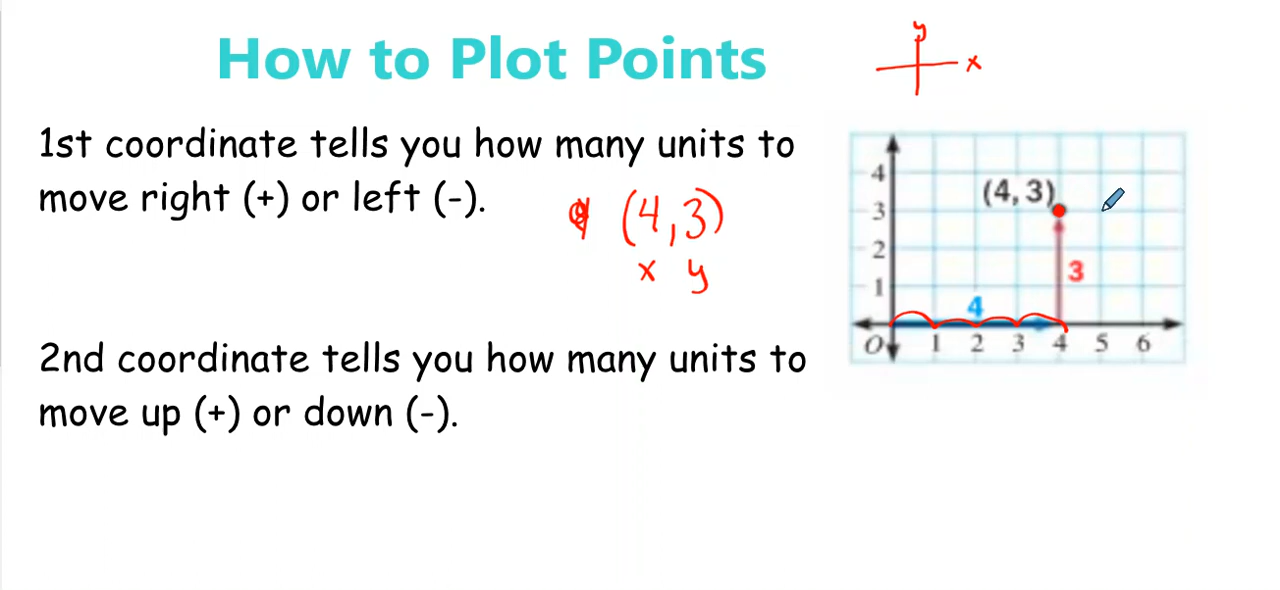 How to Plot Points
y
x
1st coordinate tells you how many units to
move right (+) or left (-).
(4,3)
x y
2nd coordinate tells you how many units to
move up (+) or down (-).
4
(4, 3)
3
2
3
1
4
O 1 2 3 4 5 6